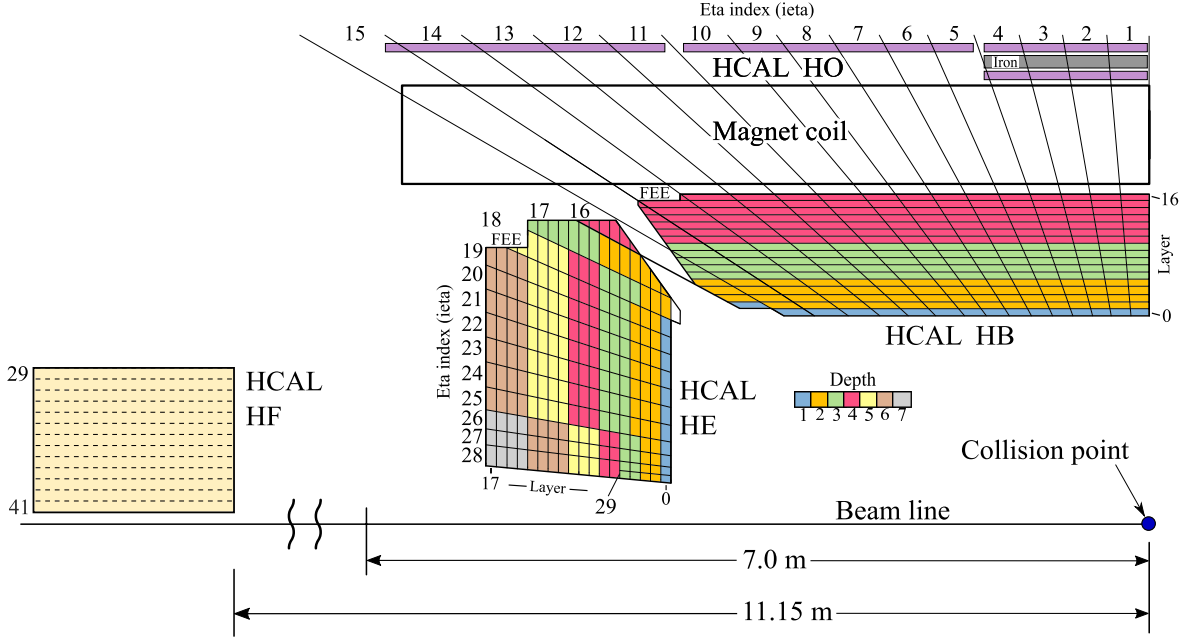 Eta index (ieta)
15 14 13 12 11 10 9 8 7 6 5 4 3 2 1
HCAL HO
Iron
Magnet coil
FEE
16
Layer
0
HCAL HB
18 17 16
FEE
19
20
21
22
23
24
25
26
27
28
Eta index (ieta)
HCAL
HE
17 Layer 29 0
Depth
1 2 3 4 5 6 7
29
HCAL
HF
41
Collision point
Beam line
7.0 m
11.15 m